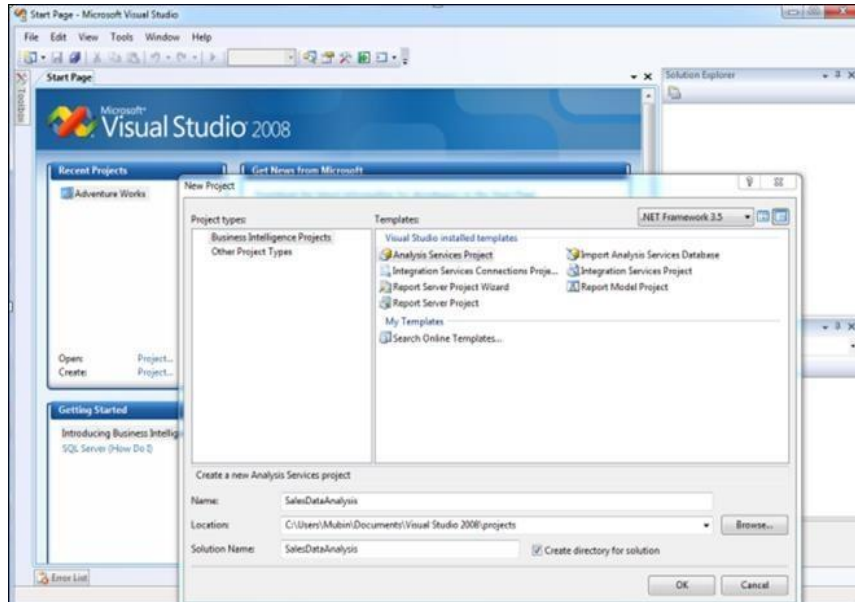 Start Page - Microsoft Visual Studio
File Edit View Tools Window Help
Toolbox
Start Page
Solution Explorer
Microsoft
Visual Studio 2008
Recent Projects
Get News from Microsoft
Adventure Works
New Project
Project types:
Templates:
.NET Framework 3.5
Business Intelligence Projects
Other Project Types
Visual Studio installed templates
Analysis Services Project
Import Analysis Services Database
Integration Services Connections Proje...
Integration Services Project
Report Server Project Wizard
Report Model Project
Report Server Project
My Templates
Search Online Templates...
Open: Project...
Create: Project...
Getting Started
Introducing Business Intellig
SQL Server (How Do I)
Create a new Analysis Services project
Name: SalesDataAnalysis
Location: C:\Users\Mubin\Documents\Visual Studio 2008\projects
Browse...
Solution Name: SalesDataAnalysis
Create directory for solution
Error List
OK
Cancel